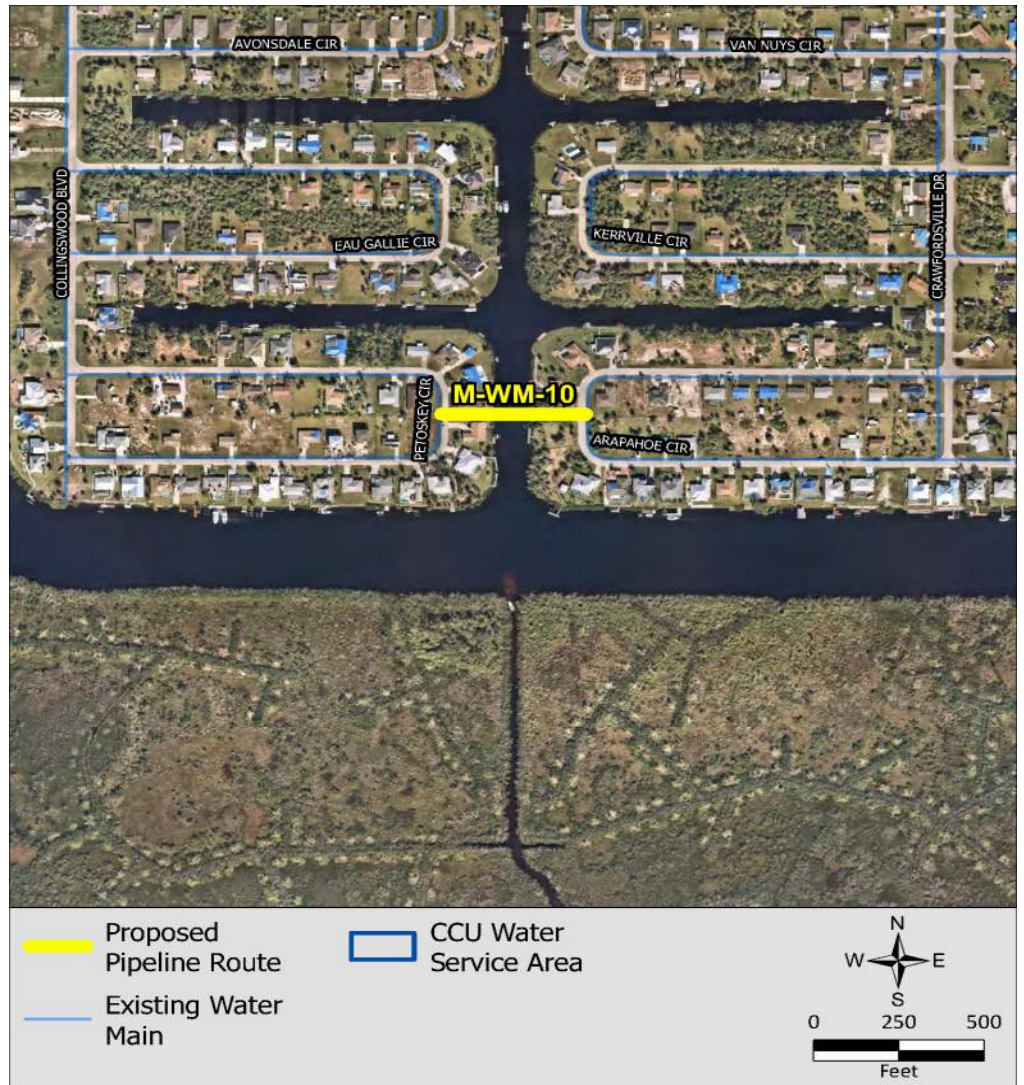 AVONSDALE CIR
VAN NUYS CIR
COLLINGSWOOD BLVD
EAU GALLIE CIR
KERRVILLE CIR
CRAWFORDSVILLE DR
PETOSKEY CIR
M-WM-10
ARAPAHOE CIR
Proposed
Pipeline Route
Existing Water
Main
CCU Water
Service Area
N
W E
S
0 250 500
Feet